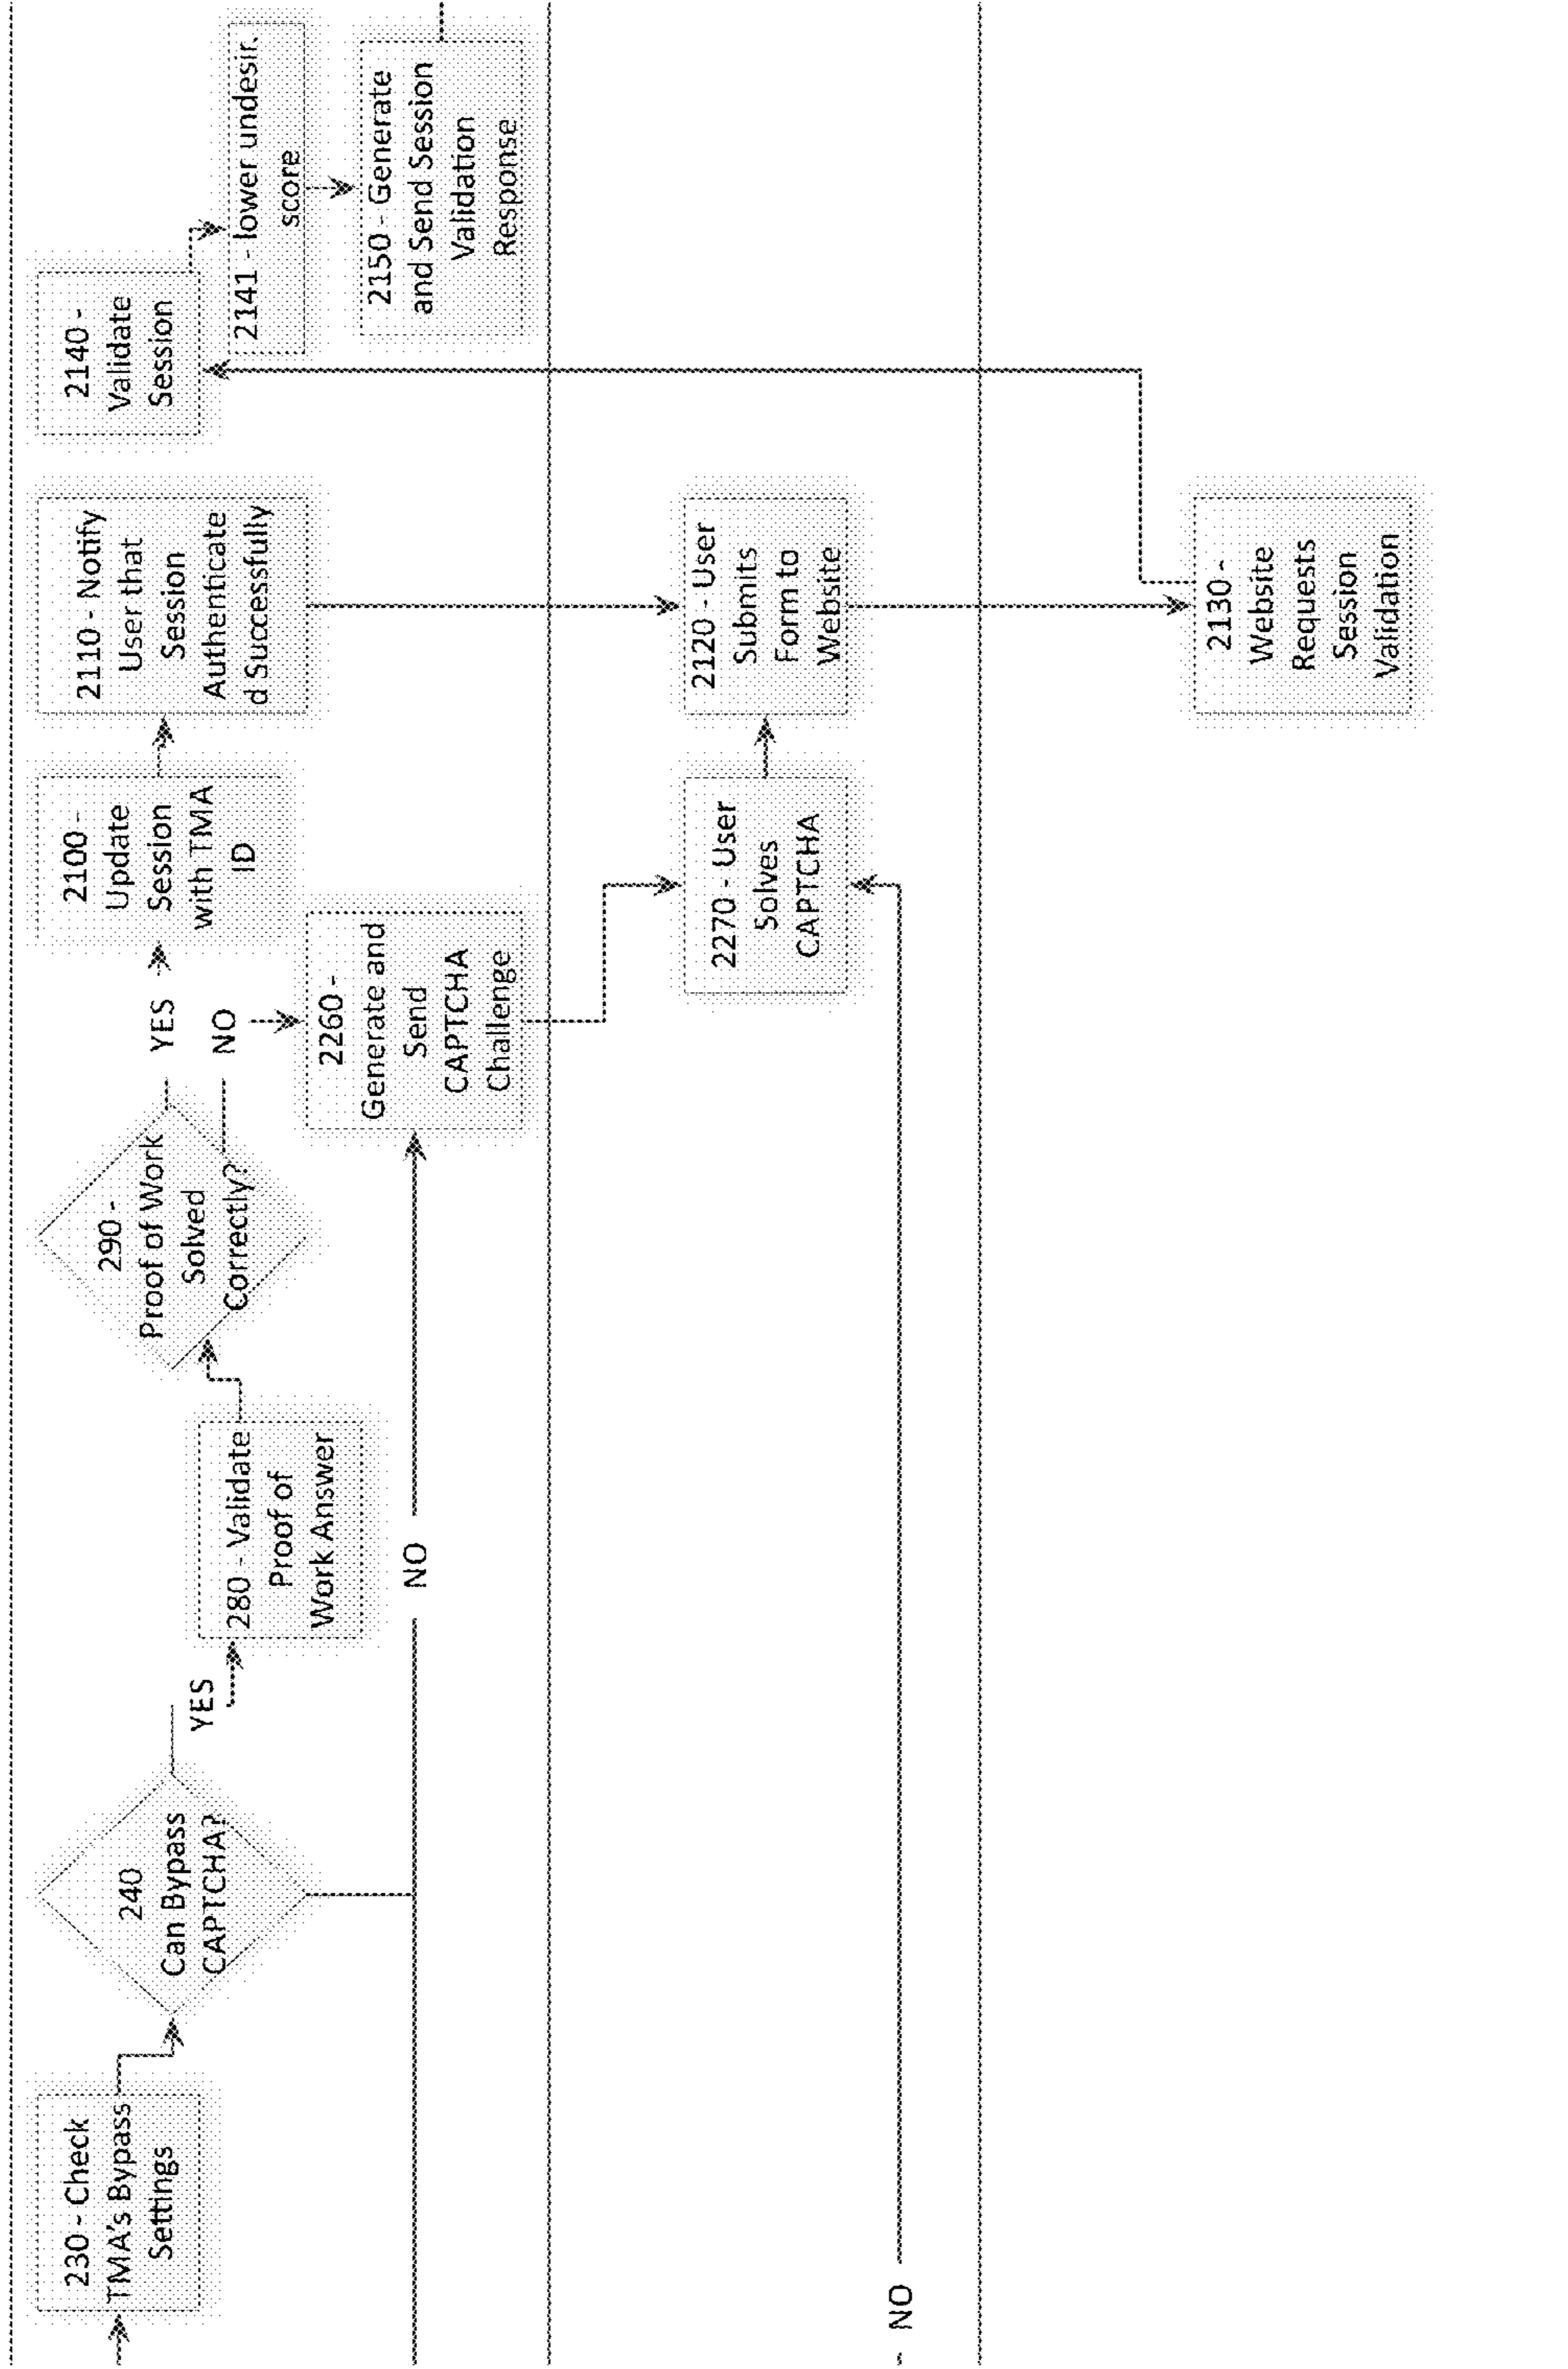 230 - Check
TMA's Bypass
Settings
240
Can Bypass
CAPTCHA?
YES
NO
280 - Validate
Proof of
Work Answer
290 -
Proof of Work
Solved
Correctly?
YES
NO
2100 -
Update
Session
with TMA
ID
2260 -
Generate and
Send
CAPTCHA
Challenge
2110 - Notify
User that
Session
Authenticate
d Successfully
2140 -
Validate
Session
2141 - lower undesir.
score
2150 - Generate
and Send Session
Validation
Response
NO
2270 - User
Solves
CAPTCHA
2120 - User
Submits
Form to
Website
2130 -
Website
Requests
Session
Validation